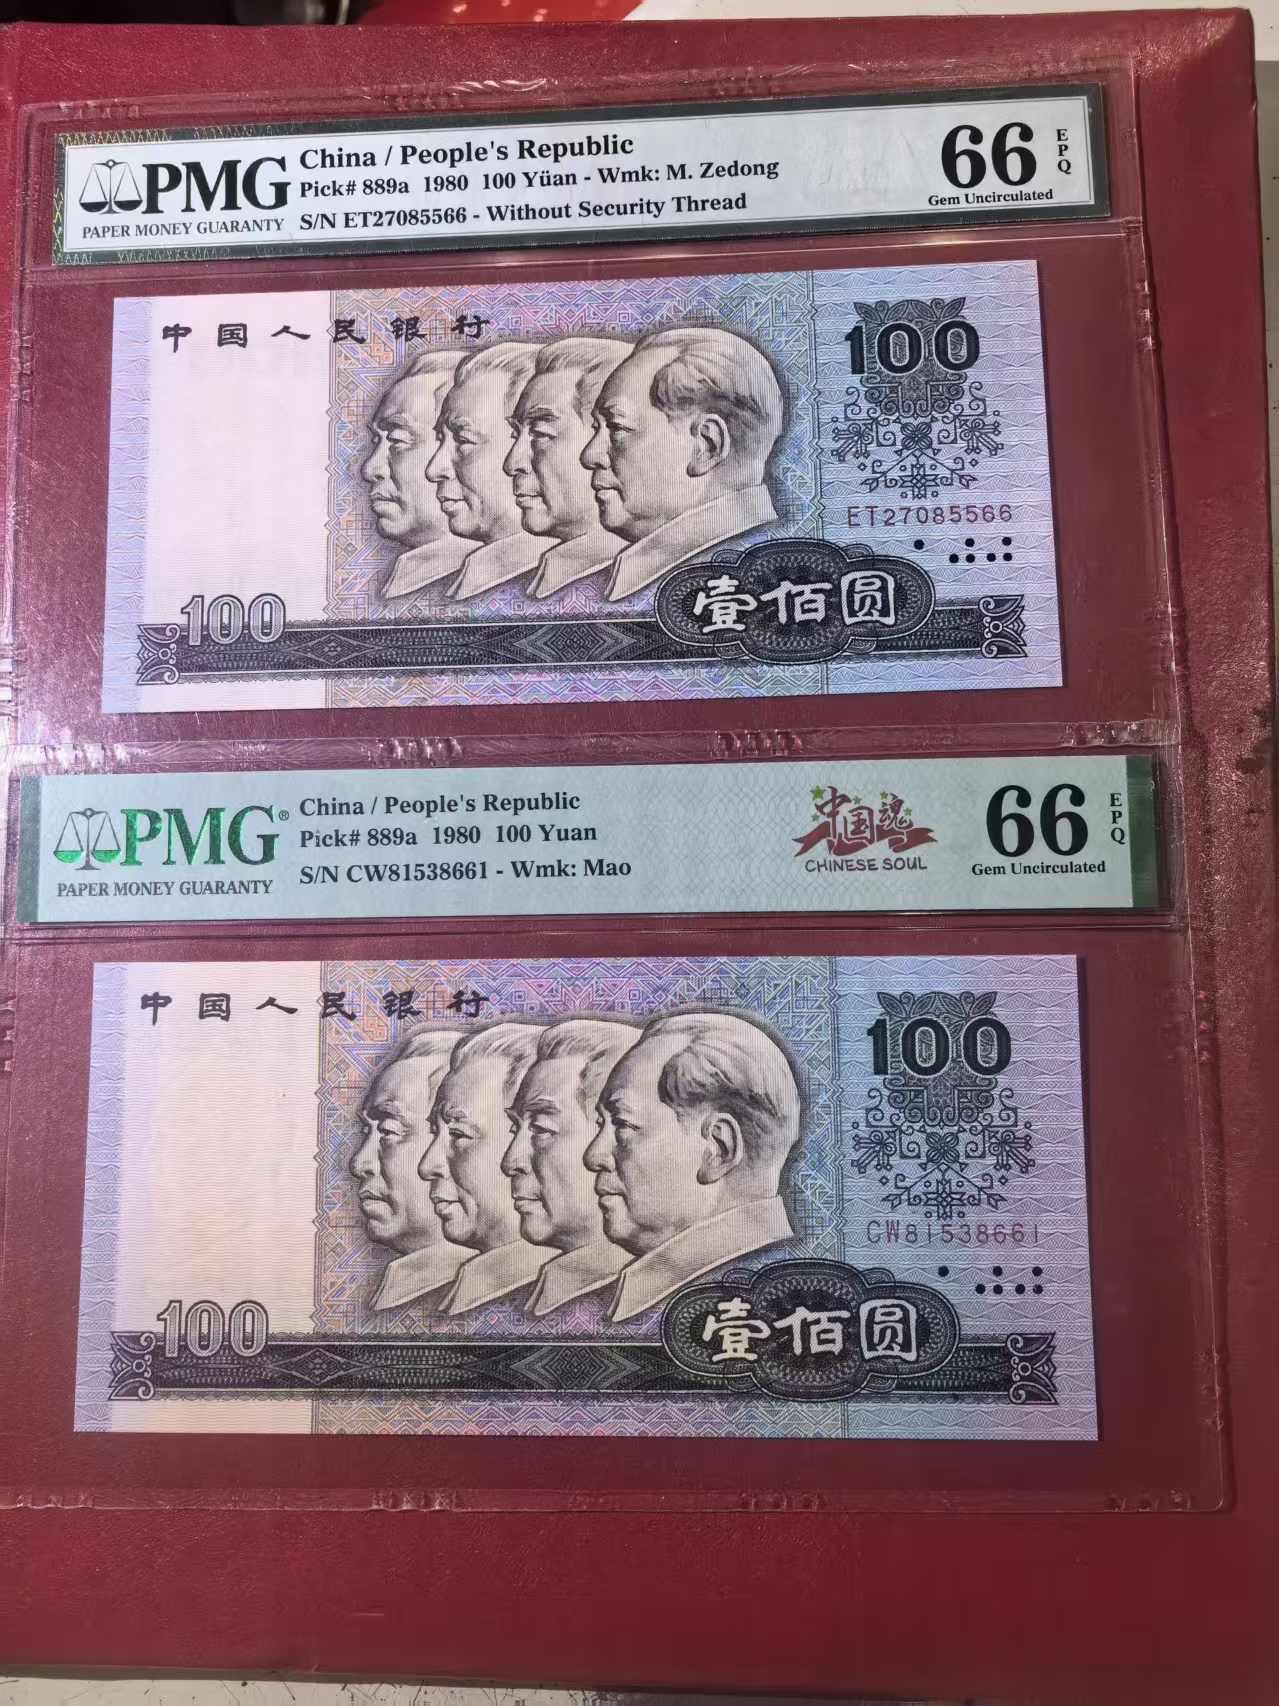 PMG
PAPER MONEY GUARANTY
China / People's Republic
Pick# 889a 1980 100 Yüan - Wmk: M. Zedong
S/N ET27085566 - Without Security Thread
66
EPQ
Gem Uncirculated
中国人民银行
100
ET27085566
100
壹佰圆
PMG®
PAPER MONEY GUARANTY
China / People's Republic
Pick# 889a 1980 100 Yuan
S/N CW81538661 - Wmk: Mao
中国魂
CHINESE SOUL
66
EPQ
Gem Uncirculated
中国人民银行
100
CW81538661
100
壹佰圆